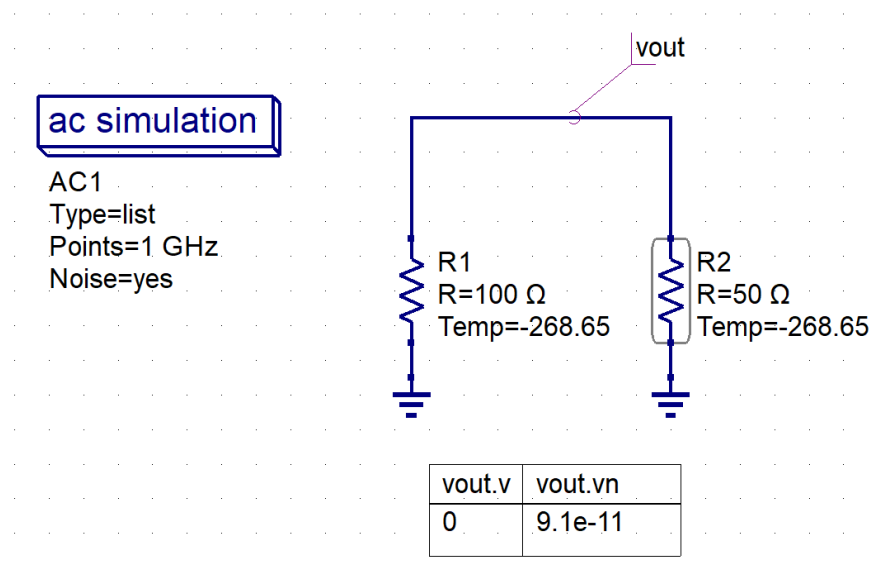 vout
ac simulation
AC1
Type=list
Points=1 GHz
Noise=yes
R1
R=100 Ω
Temp=-268.65
R2
R=50 Ω
Temp=-268.65
vout.v vout.vn
0 9.1e-11